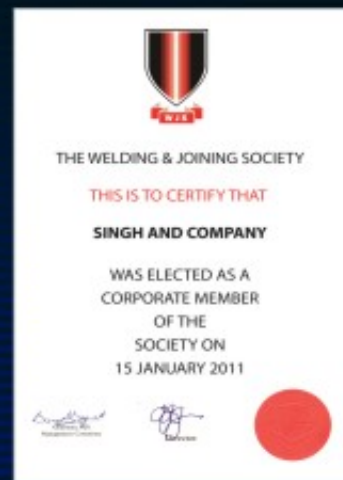 WJS
THE WELDING & JOINING SOCIETY
THIS IS TO CERTIFY THAT
SINGH AND COMPANY
WAS ELECTED AS A
CORPORATE MEMBER
OF THE
SOCIETY ON
15 JANUARY 2011
Director